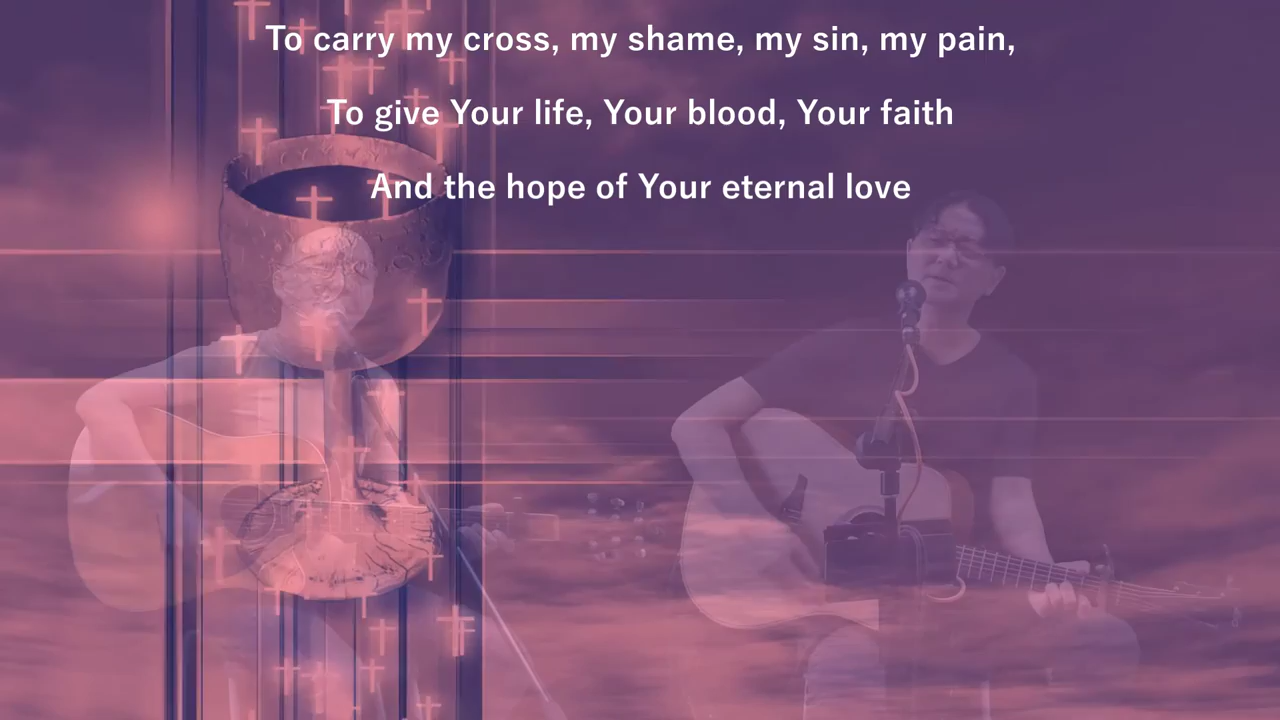 To carry my cross, my shame, my sin, my pain,
To give Your life, Your blood, Your faith
And the hope of Your eternal love